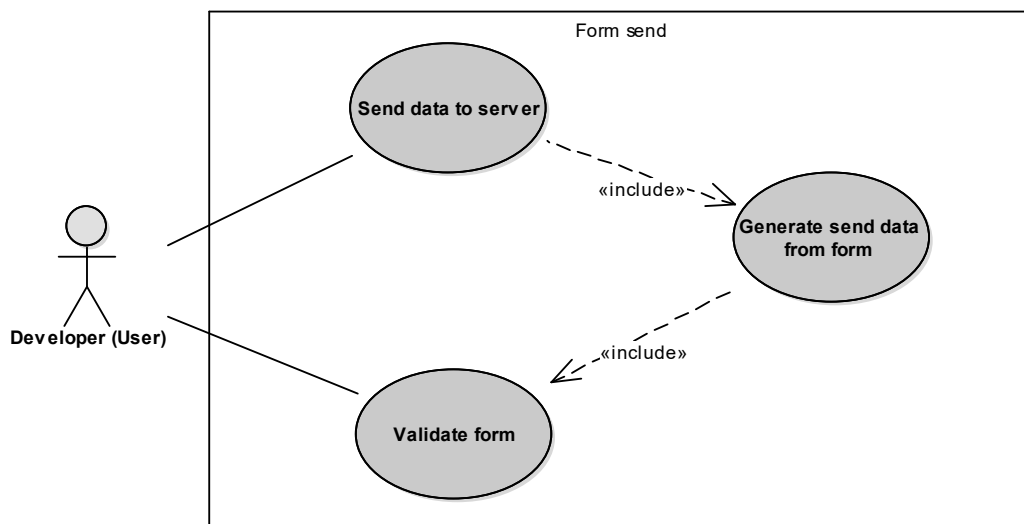 Form send
Send data to server
«include»
Generate send data
from form
Developer (User)
«include»
Validate form